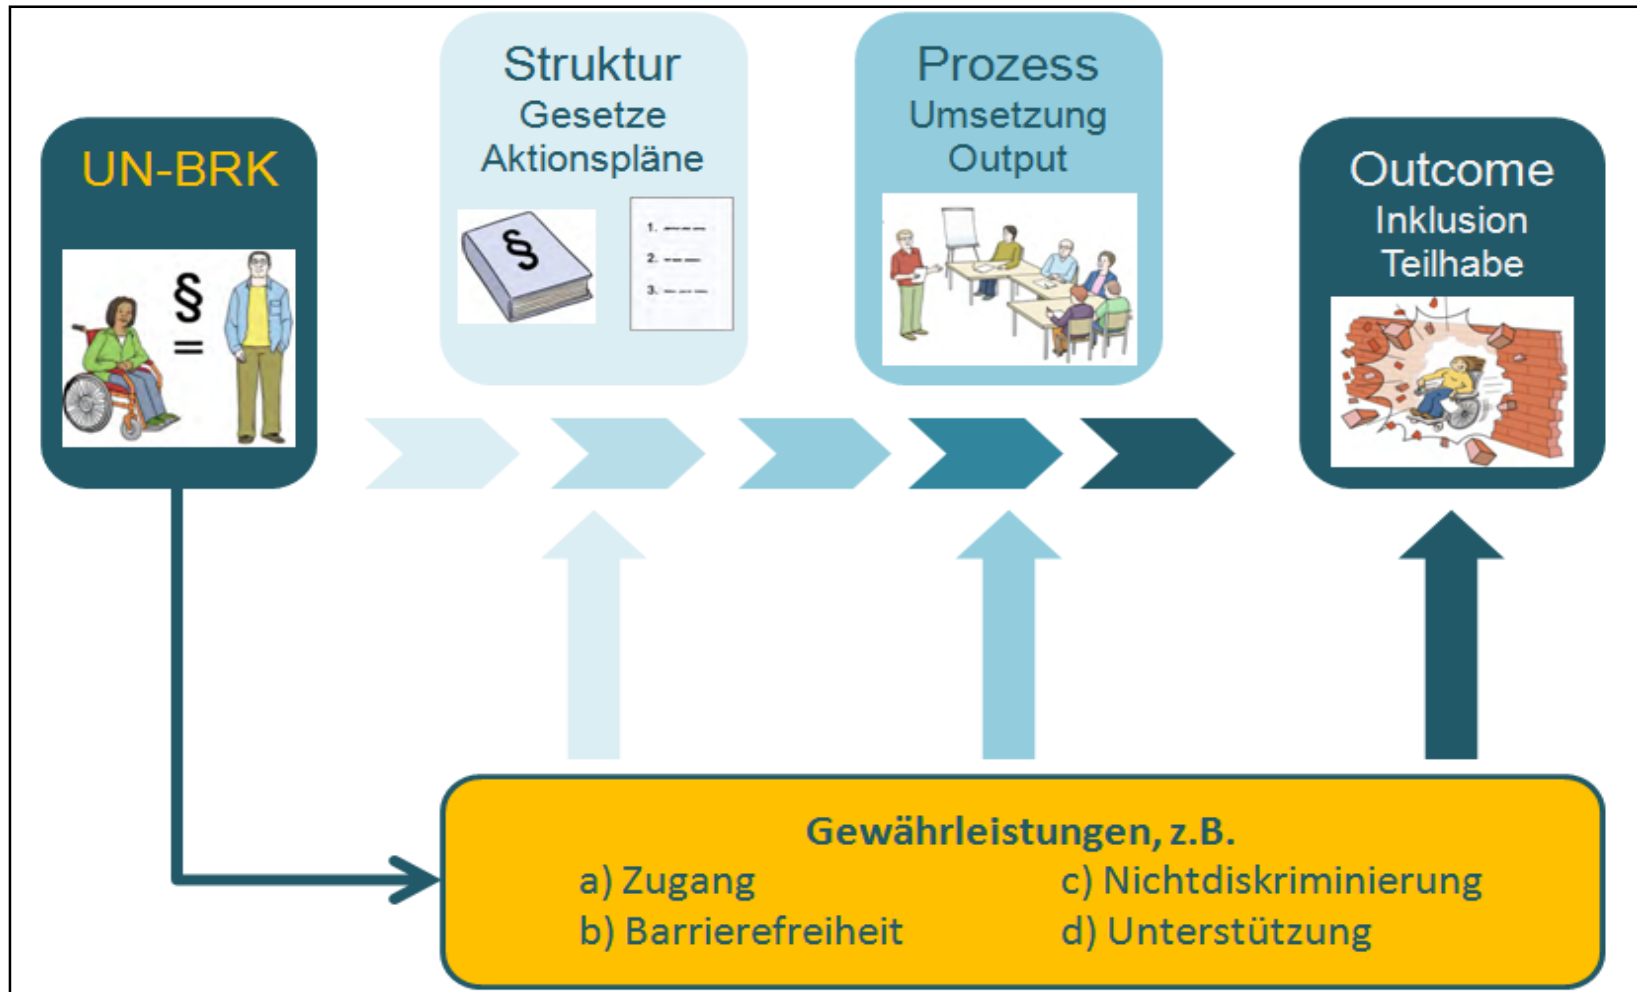 UN-BRK
§
=
Struktur
Gesetze
Aktionspläne
§
1.
2.
3.
Prozess
Umsetzung
Output
Outcome
Inklusion
Teilhabe
Gewährleistungen, z.B.
a) Zugang
b) Barrierefreiheit
c) Nichtdiskriminierung
d) Unterstützung